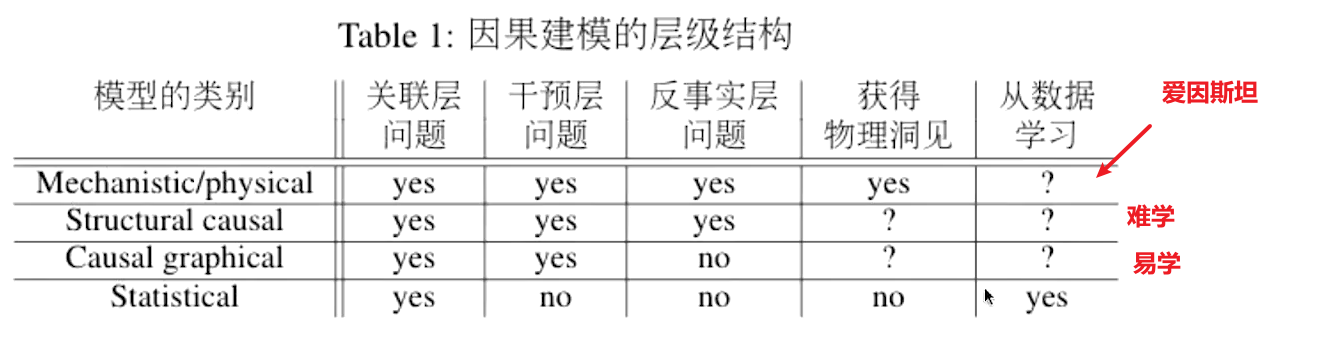 Table 1: 因果建模的层级结构
模型的类别 关联层 干预层 反事实层 获得 从数据
问题 问题 问题 物理洞见 学习
爱因斯坦
Mechanistic/physical yes yes yes yes ?
Structural causal yes yes yes ? ? 难学
Causal graphical yes yes no ? ? 易学
Statistical yes no no no yes